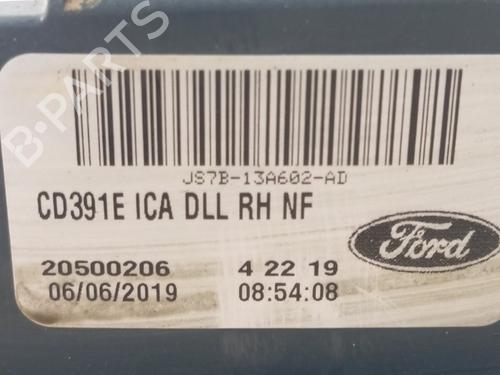 B-PARTS
JS7B-13A602-AD
CD391E ICA DLL RH NF
Ford
20500206 4 22 19
06/06/2019 08:54:08